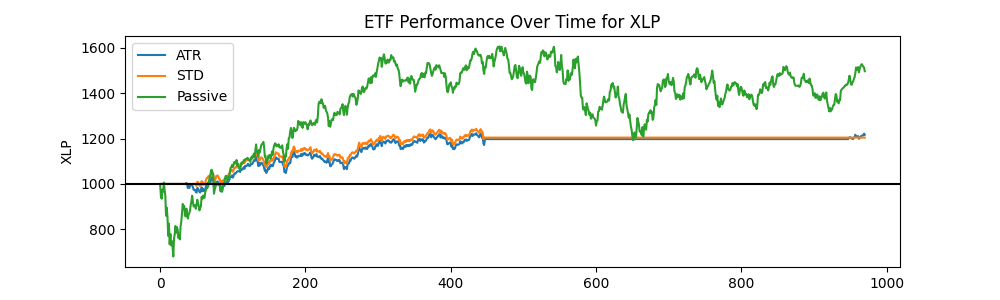 ETF Performance Over Time for XLP
1600
1400
1200
1000
800
XLP
ATR
STD
Passive
0 200 400 600 800 1000